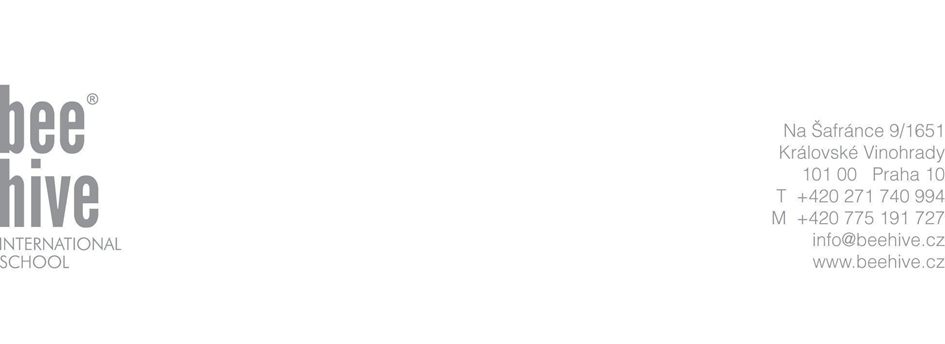 bee®
hive
INTERNATIONAL
SCHOOL
Na Šafránce 9/1651
Královské Vinohrady
101 00   Praha 10
T  +420 271 740 994
M  +420 775 191 727
info@beehive.cz
www.beehive.cz